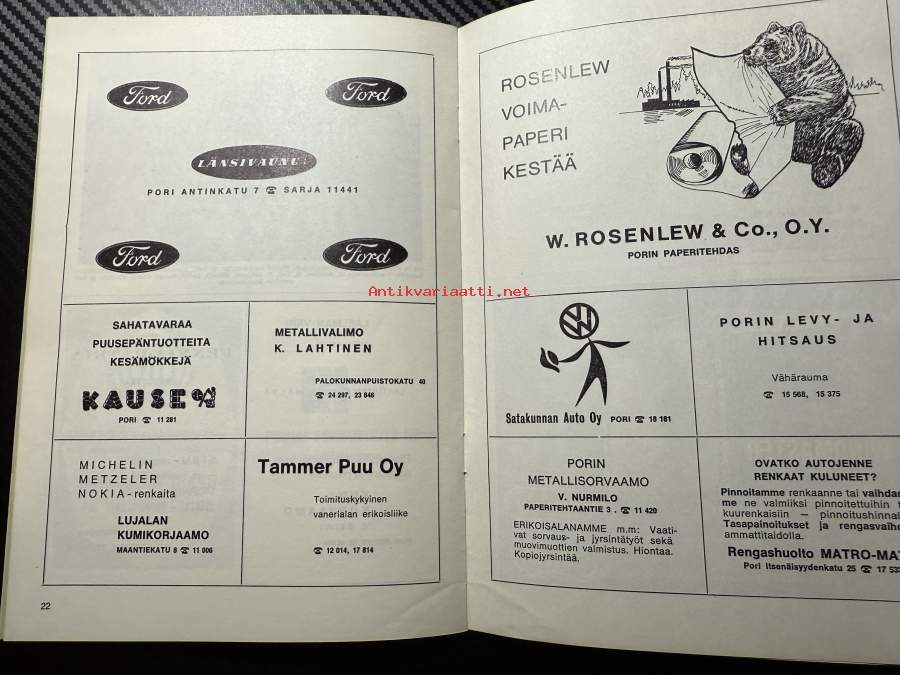 Ford
Ford
LÄNSIVAUNU:
PORI ANTINKATU 7 ☎ SARJA 11441
Ford
Ford
SAHATAVARAA
PUUSEPÄNTUOTTEITA
KESÄMÖKKEJÄ
KAUSE
PORI ☎ 11 281
METALLIVALIMO
K. LAHTINEN
PALOKUNNANPUISTOKATU 40
☎ 24 297, 23 846
MICHELIN
METZELER
NOKIA - renkaita
LUJALAN
KUMIKORJAAMO
MAANTIEKATU 8 ☎ 11 006
Tammer Puu Oy
Toimituskykyinen
vanerialan erikoisliike
☎ 12 014, 17 814
22
ROSENLEW
VOIMA-
PAPERI
KESTÄÄ
W. ROSENLEW & Co., O.Y.
PORIN PAPERITEHDAS
Antikvariaatti.net
VW
Satakunnan Auto Oy PORI ☎ 18 181
PORIN LEVY- JA
HITSAUS
Vähärauma
☎ 15 568, 15 375
PORIN
METALLISORVAAMO
V. NURMILO
PAPERITEHTAANTIE 3 . ☎ 11 420
ERIKOISALANAMME m.m: Vaati-
vat sorvaus- ja jyrsintätyöt sekä
muovimuottien valmistus. Hiontaa.
Kopiojyrsintää.
OVATKO AUTOJENNE
RENKAAT KULUNEET?
Pinnoitamme renkaanne tai vaihdam
me ne valmiiksi pinnoitettuihin t
kuurenkaisiin — pinnoitushinnal
Tasapainoitukset ja rengasvaiho
ammattitaidolla.
Rengashuolto MATRO-MA
Pori Itsenäisyydenkatu 25 ☎ 17 53